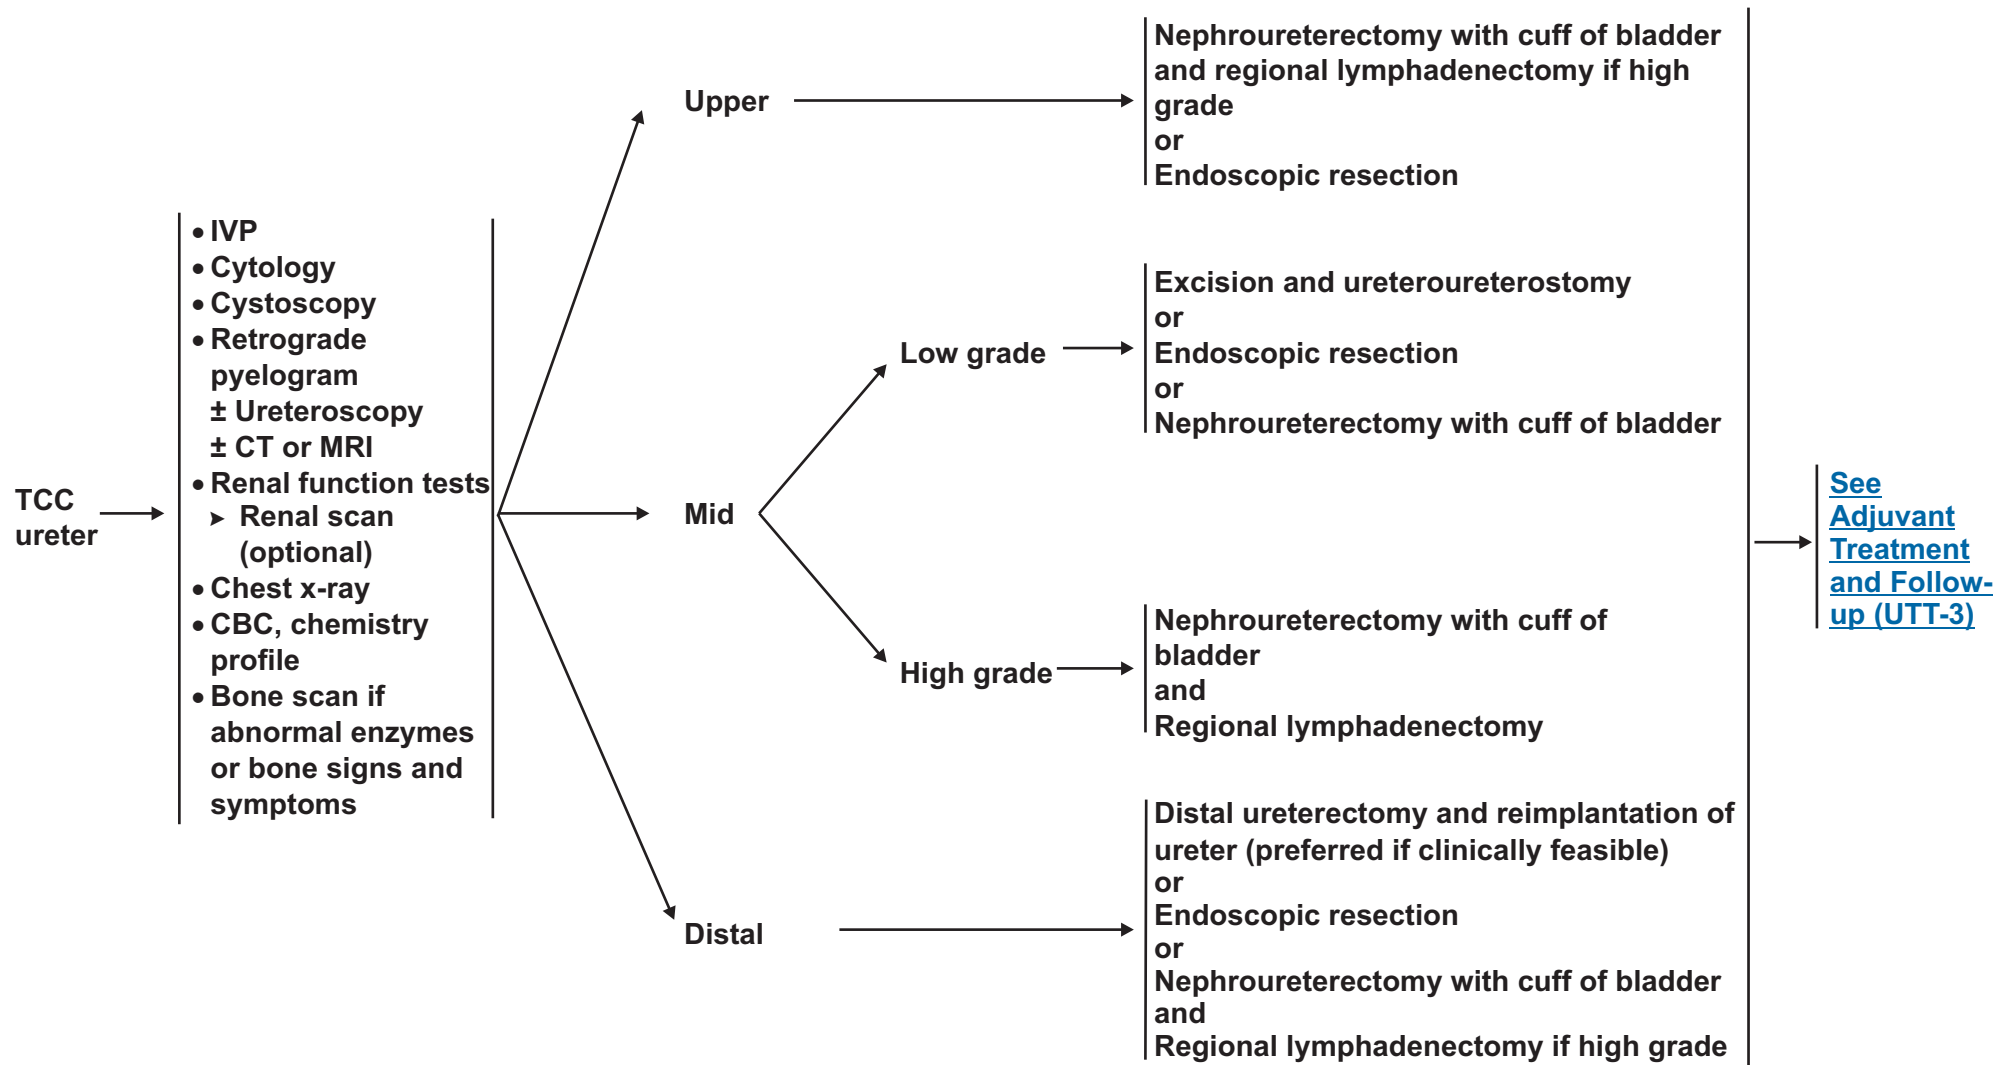 TCC
ureter
• IVP
• Cytology
• Cystoscopy
• Retrograde
pyelogram
± Ureteroscopy
± CT or MRI
• Renal function tests
➤ Renal scan
(optional)
• Chest x-ray
• CBC, chemistry
profile
• Bone scan if
abnormal enzymes
or bone signs and
symptoms
Upper
Nephroureterectomy with cuff of bladder
and regional lymphadenectomy if high
grade
or
Endoscopic resection
Mid
Low grade
Excision and ureteroureterostomy
or
Endoscopic resection
or
Nephroureterectomy with cuff of bladder
High grade
Nephroureterectomy with cuff of
bladder
and
Regional lymphadenectomy
Distal
Distal ureterectomy and reimplantation of
ureter (preferred if clinically feasible)
or
Endoscopic resection
or
Nephroureterectomy with cuff of bladder
and
Regional lymphadenectomy if high grade
See
Adjuvant
Treatment
and Follow-
up (UTT-3)